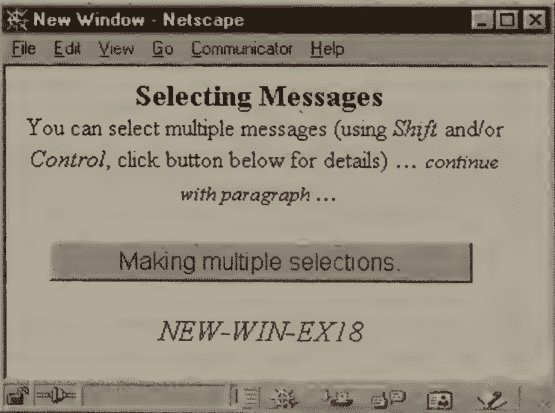 New Window - Netscape
File Edit View Go Communicator Help
Selecting Messages
You can select multiple messages (using Shift and/or
Control, click button below for details) ... continue
with paragraph ...
Making multiple selections.
NEW-WIN-EX18